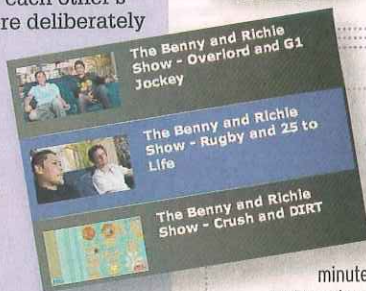 each other's
re deliberately
The Benny and Richie
Show - Overlord and G1
Jockey
The Benny and Richie
Show - Rugby and 25 to
Life
The Benny and Richie
Show - Crush and DIRT
minute